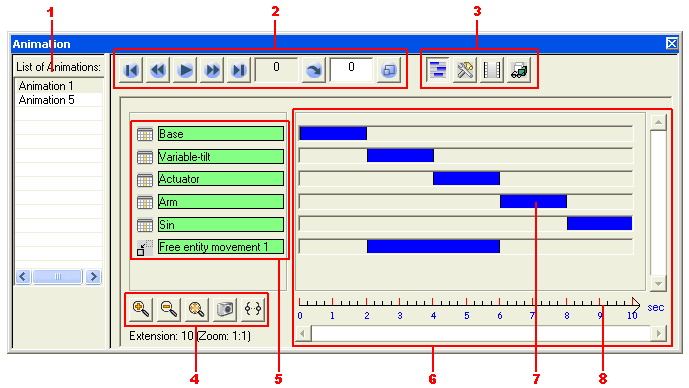 1 2 3
Animation
List of Animations:
0 0
Animation 1
Animation 5
Base
Variable-tilt
Actuator
Arm
Sin
Free entity movement 1
0 1 2 3 4 5 6 7 8 9 10 sec
Extension: 10 (Zoom: 1:1)
4 5 6 7 8